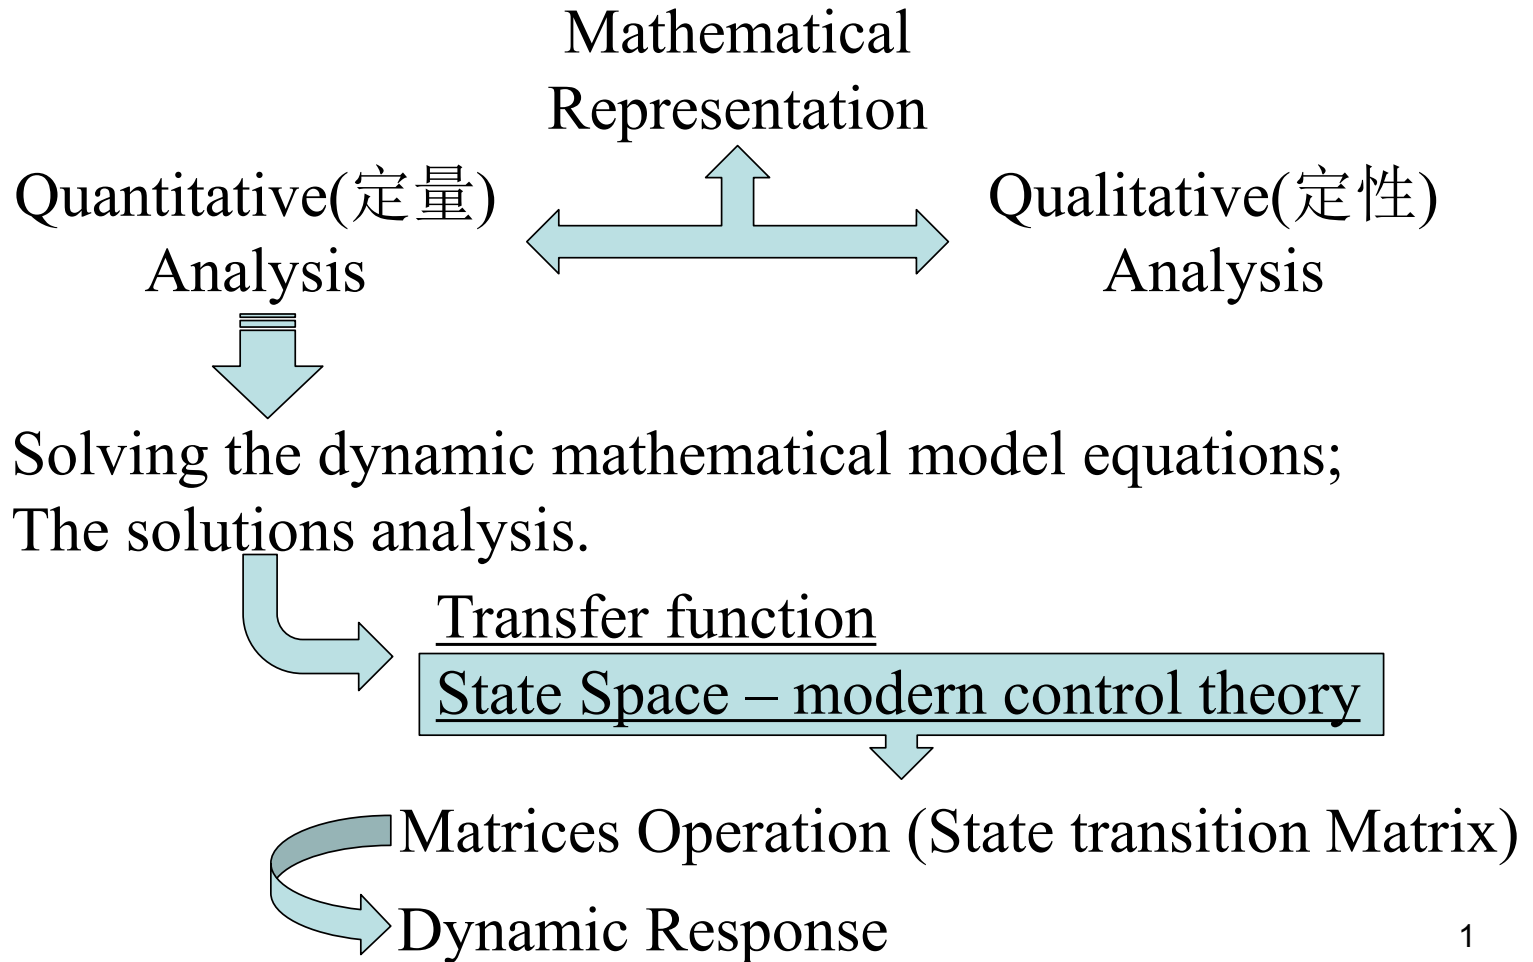 Mathematical
Representation
Quantitative(定量)
Analysis
Qualitative(定性)
Analysis
Solving the dynamic mathematical model equations;
The solutions analysis.
Transfer function
State Space – modern control theory
Matrices Operation (State transition Matrix)
Dynamic Response
1